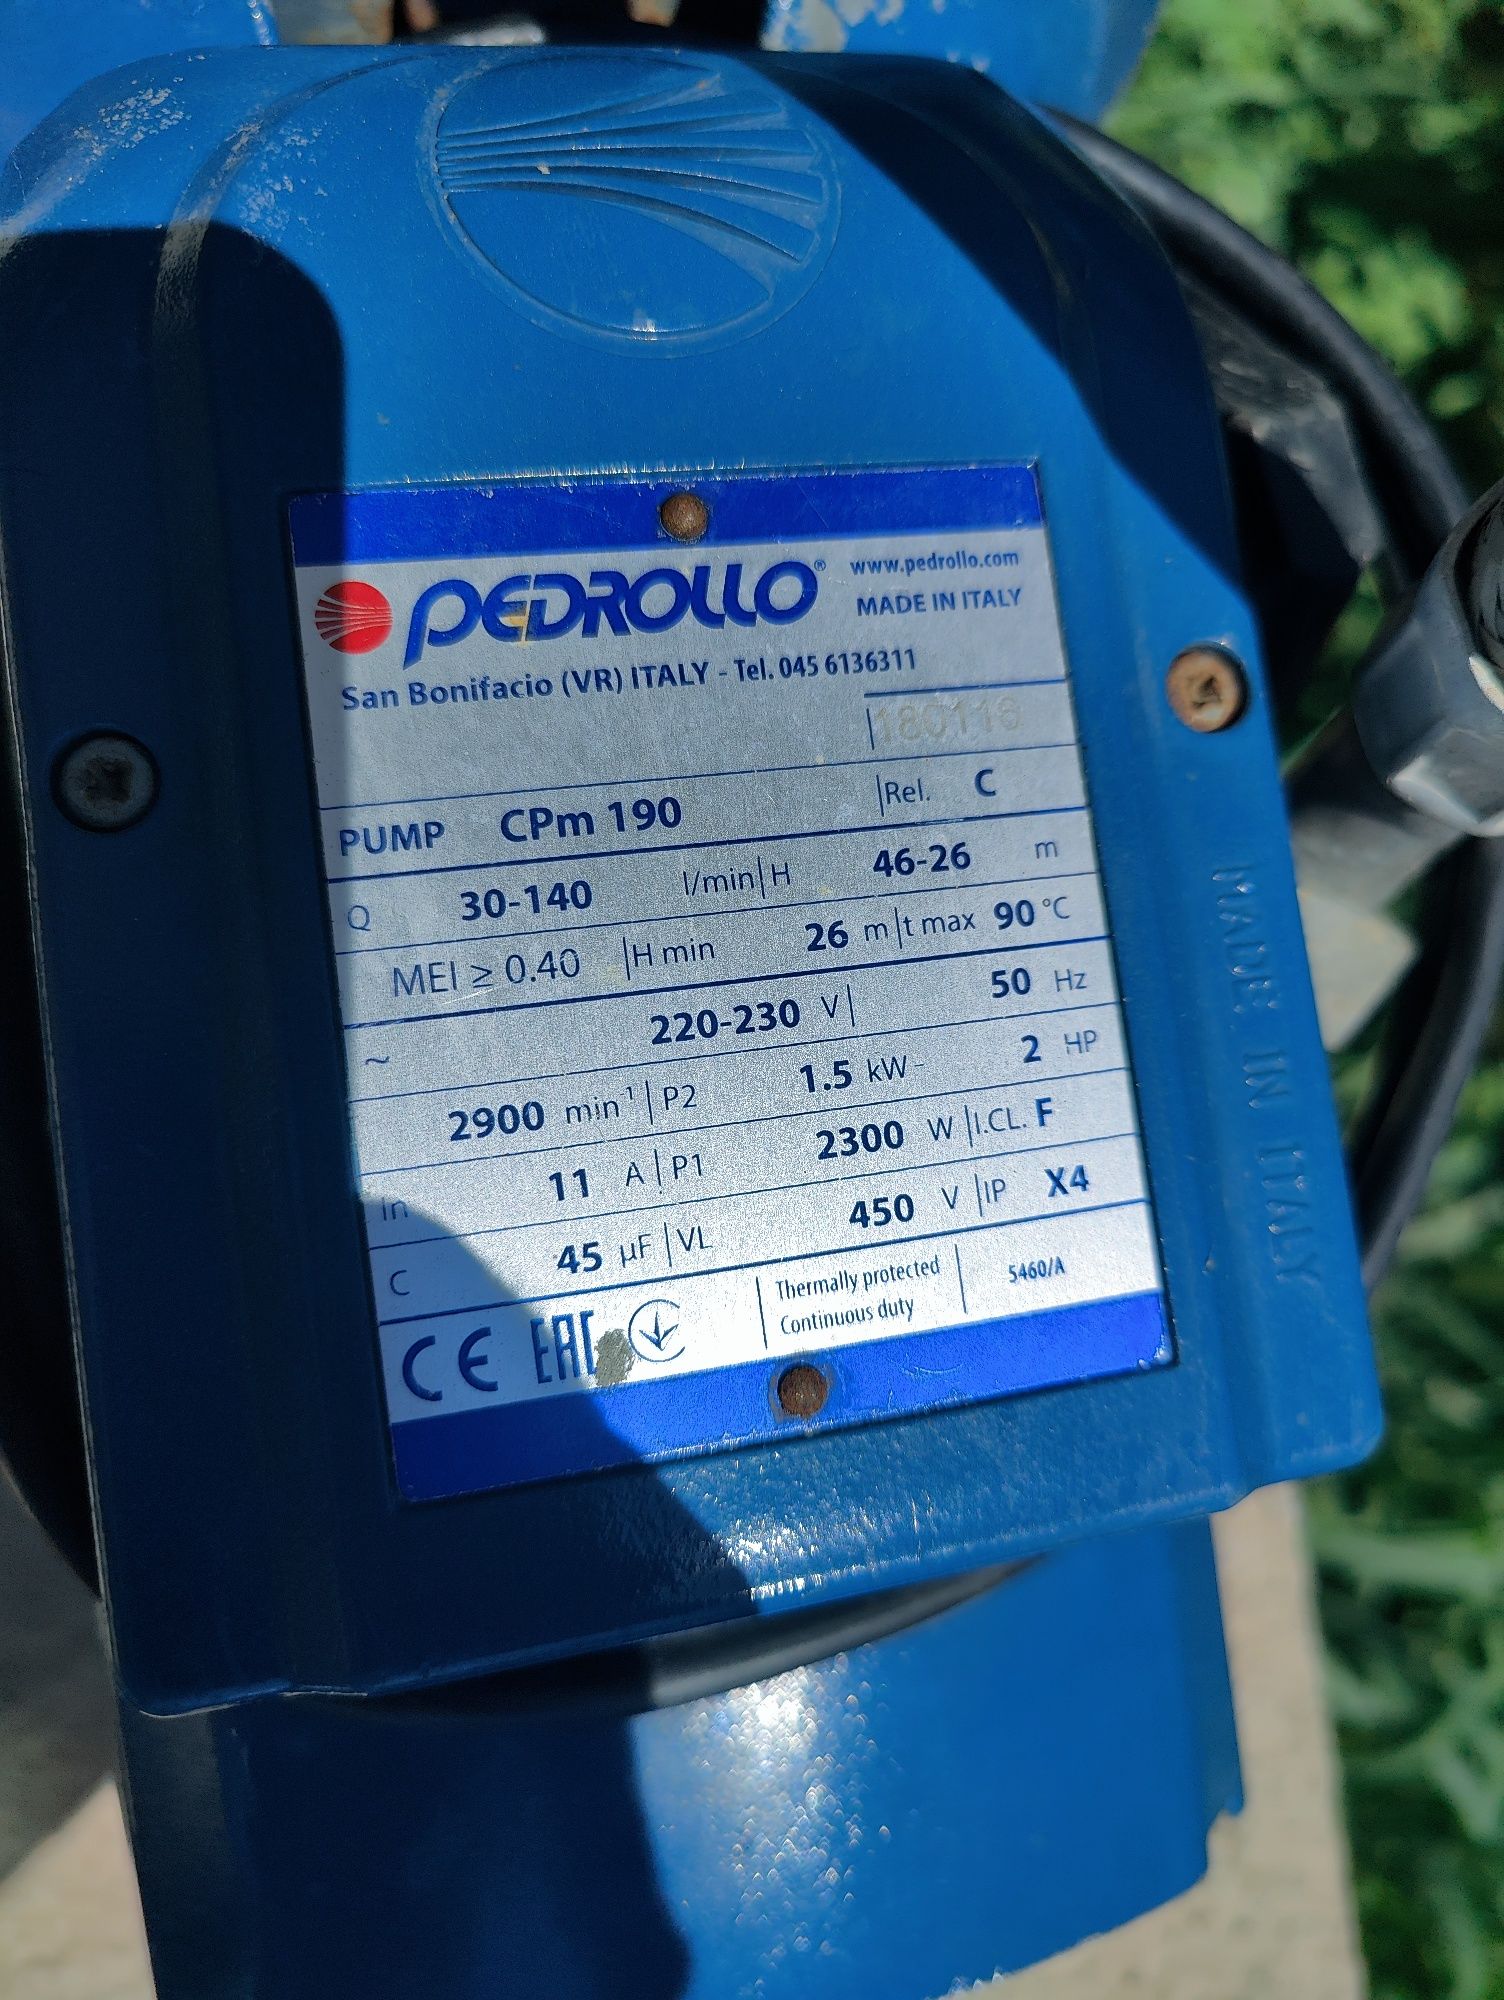 PEDROLLO® www.pedrollo.com
MADE IN ITALY
San Bonifacio (VR) ITALY - Tel. 045 6136311
180116
PUMP CPm 190 Rel. C
Q 30-140 l/min H 46-26 m
MEI ≥ 0.40 H min 26 m t max 90 °C
~ 220-230 V 50 Hz
2900 min⁻¹ P2 1.5 kW - 2 HP
In 11 A P1 2300 W I.CL. F
C 45 µF VL 450 V IP X4
CE EAC Thermally protected 5460/A
Continuous duty
MADE IN ITALY